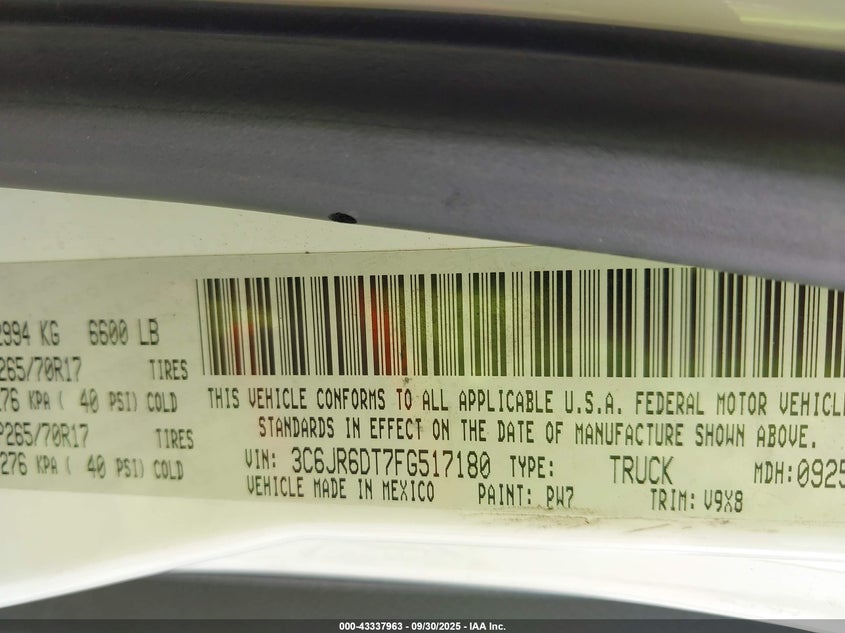 2994 KG 6600 LB
265/70R17 TIRES
276 KPA ( 40 PSI) COLD
P265/70R17 TIRES
276 KPA ( 40 PSI) COLD
THIS VEHICLE CONFORMS TO ALL APPLICABLE U.S.A. FEDERAL MOTOR VEHICLE
STANDARDS IN EFFECT ON THE DATE OF MANUFACTURE SHOWN ABOVE.
VIN: 3C6JR6DT7FG517180 TYPE: TRUCK MDH: 0925
VEHICLE MADE IN MEXICO PAINT: PW7 TRIM: V9X8
000-43337963 - 09/30/2025 - IAA Inc.